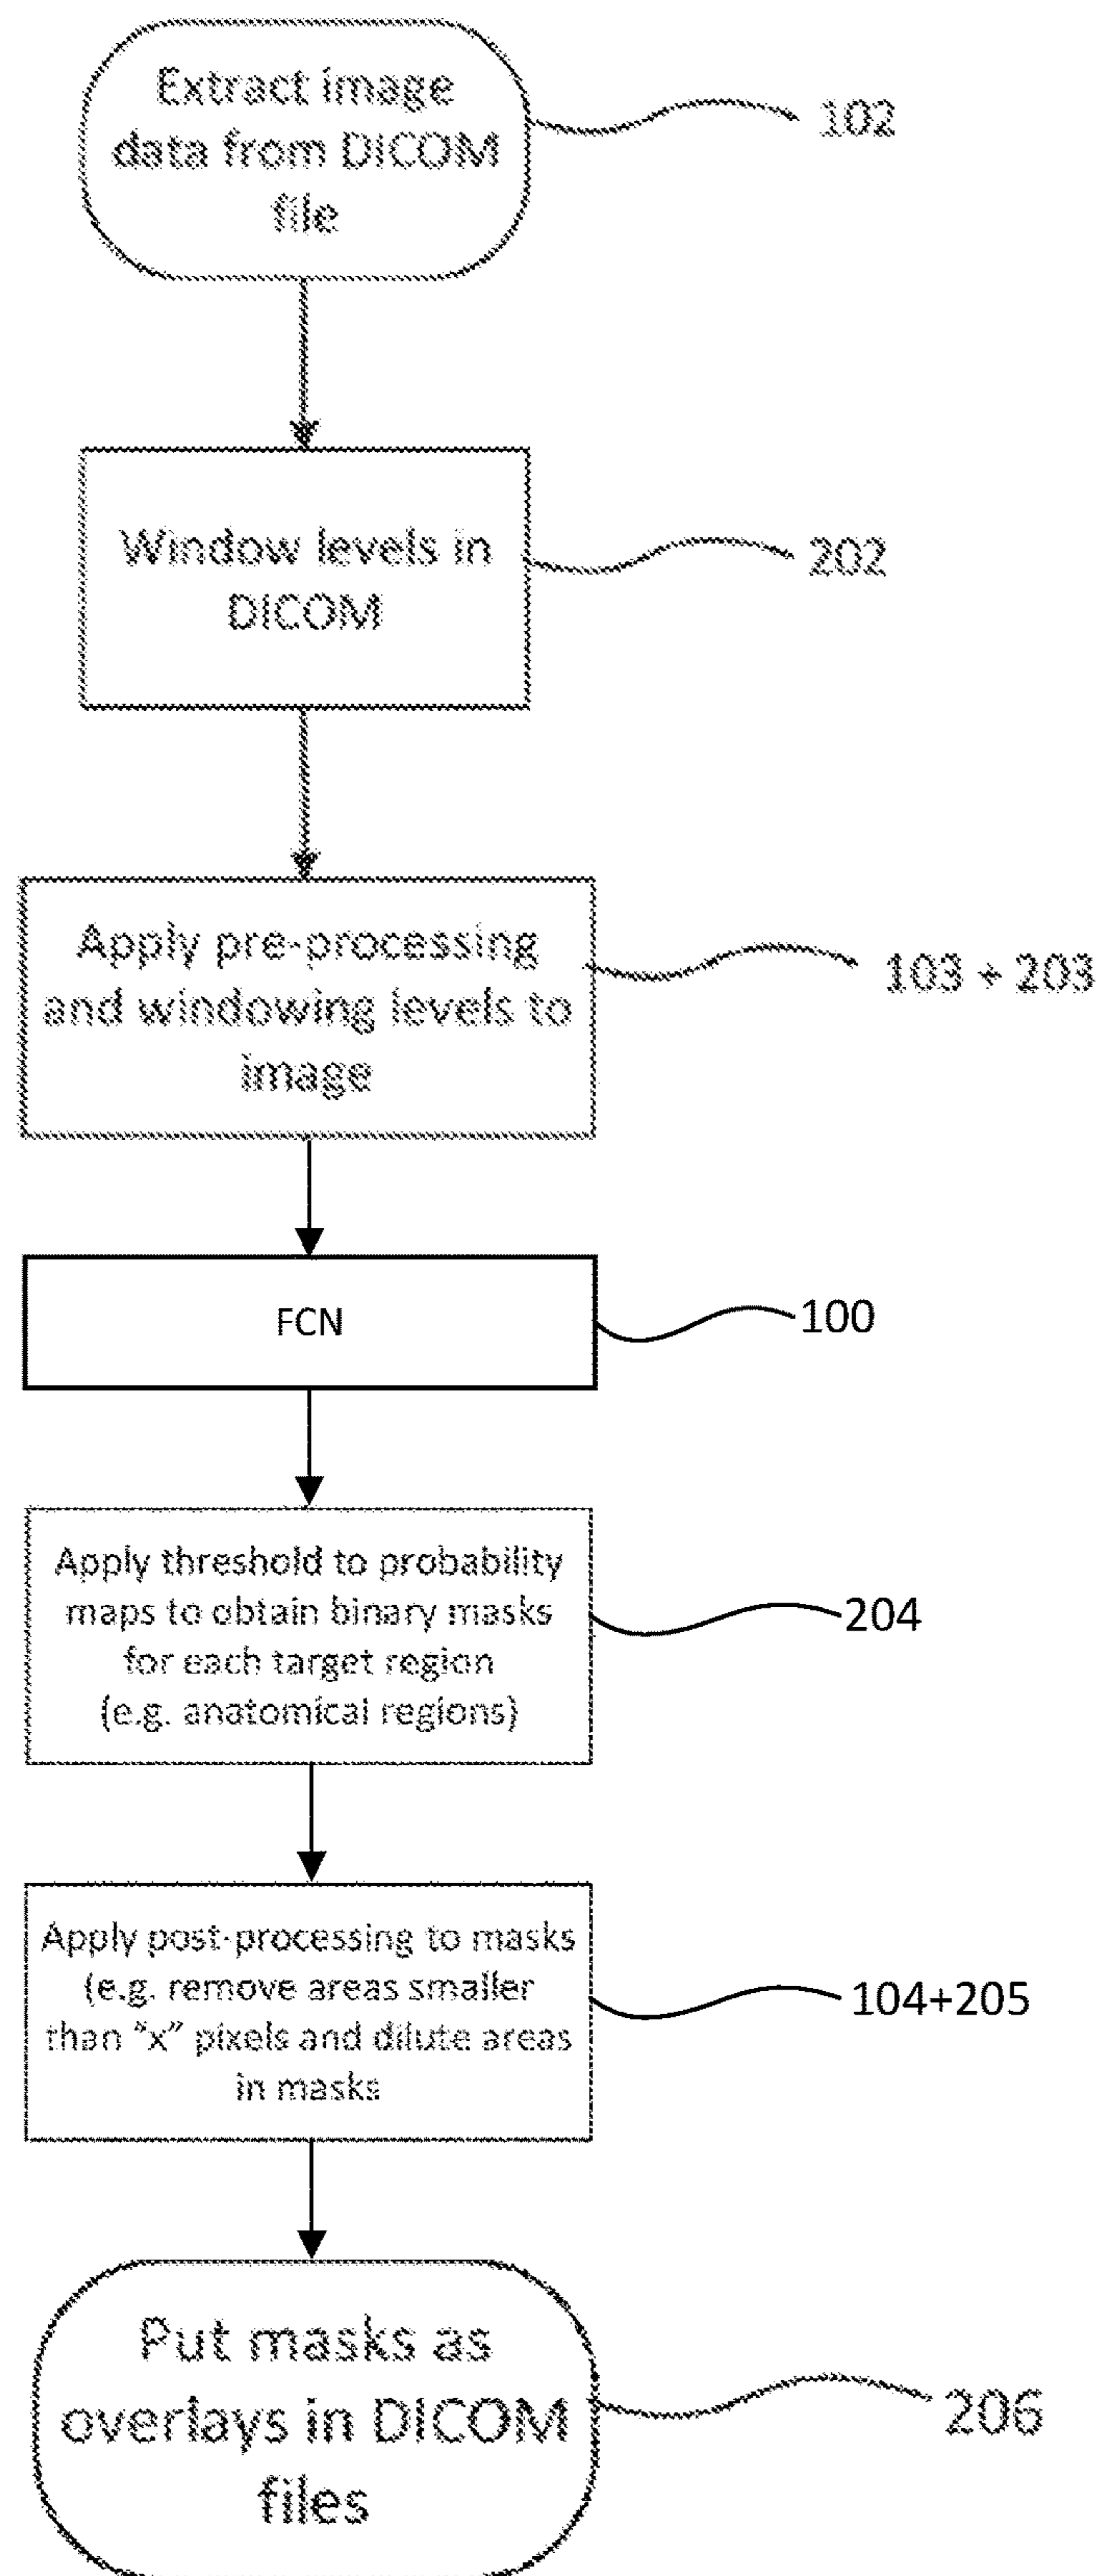 Extract image
data from DICOM
file
102
Window levels in
DICOM
202
Apply pre-processing
and windowing levels to
image
103 + 203
FCN
100
Apply threshold to probability
maps to obtain binary masks
for each target region
(e.g. anatomical regions)
204
Apply post-processing to masks
(e.g. remove areas smaller
than “x” pixels and dilute areas
in masks
104+205
Put masks as
overlays in DICOM
files
206